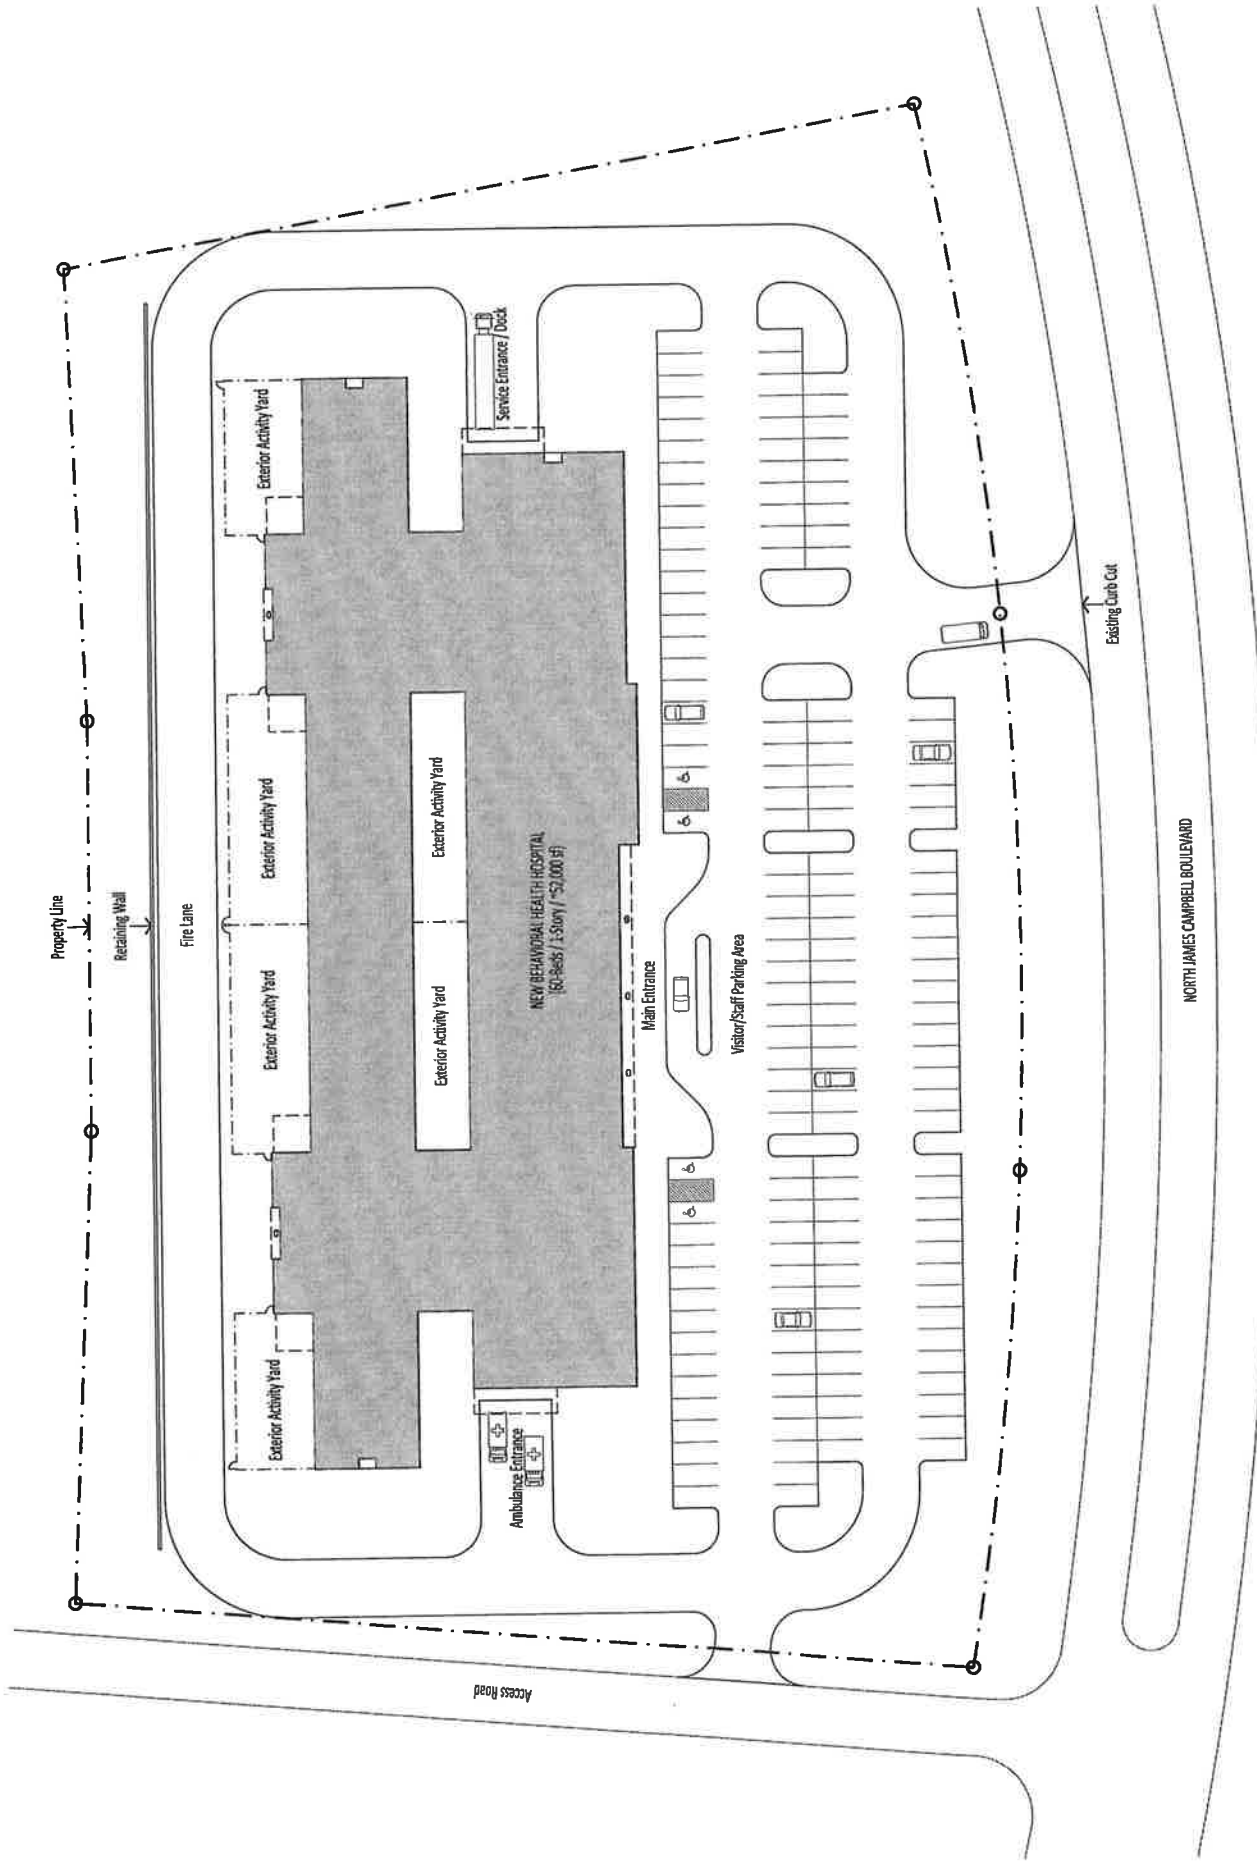 Property Line
Retaining Wall
Fire Lane
Exterior Activity Yard
Exterior Activity Yard
Exterior Activity Yard
Exterior Activity Yard
Exterior Activity Yard
Exterior Activity Yard
NEW BEHAVIORAL HEALTH HOSPITAL
(60-Beds / 1-Story / ~52,000 sf)
Ambulance Entrance
Service Entrance / Dock
Main Entrance
Visitor/Staff Parking Area
Access Road
Existing Curb Cut
NORTH JAMES CAMPBELL BOULEVARD